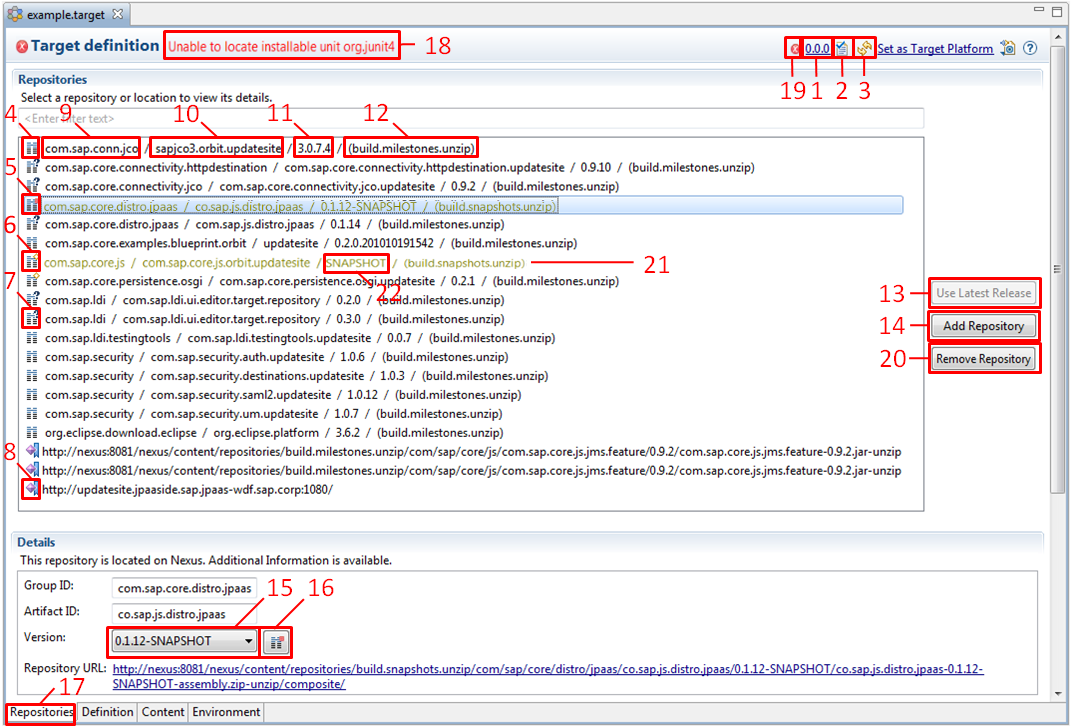 example.target
Target definition Unable to locate installable unit org.junit4 18 0.0.0 Set as Target Platform
19 1 2 3
Repositories
Select a repository or location to view its details.
4 9 10 11 12
<Enter filter text>
com.sap.conn.jco / sapjco3.orbit.updatesite / 3.0.7.4 / (build.milestones.unzip)
5
com.sap.core.connectivity.httpdestination / com.sap.core.connectivity.httpdestination.updatesite / 0.9.10 / (build.milestones.unzip)
com.sap.core.connectivity.jco / com.sap.core.connectivity.jco.updatesite / 0.9.2 / (build.milestones.unzip)
com.sap.core.distro.jpaas / co.sap.js.distro.jpaas / 0.1.12-SNAPSHOT / (build.snapshots.unzip)
6
com.sap.core.distro.jpaas / com.sap.js.distro.jpaas / 0.1.14 / (build.milestones.unzip)
com.sap.core.examples.blueprint.orbit / updatesite / 0.2.0.201010191542 / (build.milestones.unzip)
com.sap.core.js / com.sap.core.js.orbit.updatesite / SNAPSHOT / (build.snapshots.unzip) 21
7
com.sap.core.persistence.osgi / com.sap.core.persistence.osgi.updatesite / 0.2.1 / (build.milestones.unzip)
22
com.sap.ldi / com.sap.ldi.ui.editor.target.repository / 0.2.0 / (build.milestones.unzip)
13 Use Latest Release
com.sap.ldi / com.sap.ldi.ui.editor.target.repository / 0.3.0 / (build.milestones.unzip)
14 Add Repository
com.sap.ldi.testingtools / com.sap.ldi.testingtools.updatesite / 0.0.7 / (build.milestones.unzip)
com.sap.security / com.sap.security.auth.updatesite / 1.0.6 / (build.milestones.unzip)
20 Remove Repository
com.sap.security / com.sap.security.destinations.updatesite / 1.0.3 / (build.milestones.unzip)
com.sap.security / com.sap.security.saml2.updatesite / 1.0.12 / (build.milestones.unzip)
com.sap.security / com.sap.security.um.updatesite / 1.0.7 / (build.milestones.unzip)
org.eclipse.download.eclipse / org.eclipse.platform / 3.6.2 / (build.milestones.unzip)
8
http://nexus:8081/nexus/content/repositories/build.milestones.unzip/com/sap/core/js/com.sap.core.js.jms.feature/0.9.2/com.sap.core.js.jms.feature-0.9.2.jar-unzip
http://nexus:8081/nexus/content/repositories/build.milestones.unzip/com/sap/core/js/com.sap.core.js.jms.feature/0.9.2/com.sap.core.js.jms.feature-0.9.2.jar-unzip
http://updatesite.jpaaside.sap.jpaas-wdf.sap.corp:1080/
Details
This repository is located on Nexus. Additional Information is available.
Group ID: com.sap.core.distro.jpaas 15 16
Artifact ID: co.sap.js.distro.jpaas
Version: 0.1.12-SNAPSHOT
Repository URL: http://nexus:8081/nexus/content/repositories/build.snapshots.unzip/com/sap/core/distro/jpaas/co.sap.js.distro.jpaas/0.1.12-SNAPSHOT/co.sap.js.distro.jpaas-0.1.12-
SNAPSHOT-assembly.zip-unzip/composite/
17
Repositories Definition Content Environment